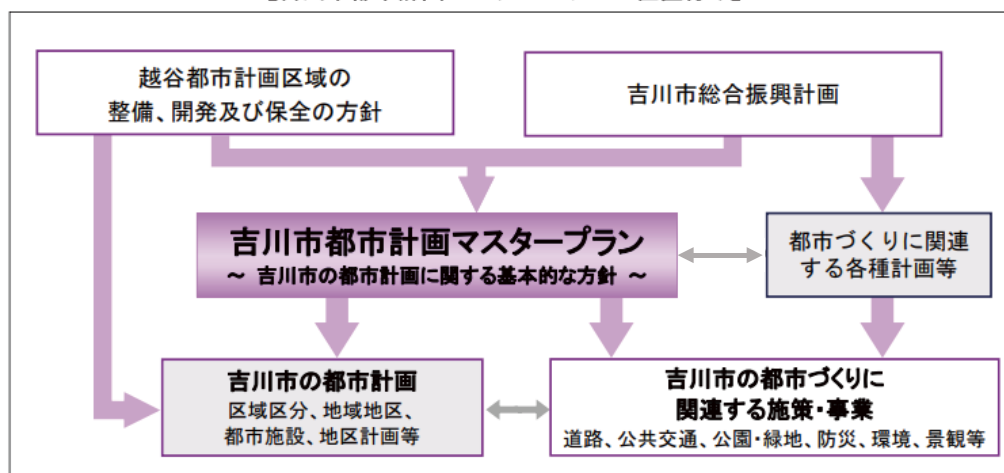 越谷都市計画区域の
整備、開発及び保全の方針
吉川市総合振興計画
吉川市都市計画マスタープラン
～ 吉川市の都市計画に関する基本的な方針 ～
都市づくりに関連
する各種計画等
吉川市の都市計画
区域区分、地域地区、
都市施設、地区計画等
吉川市の都市づくりに
関連する施策・事業
道路、公共交通、公園・緑地、防災、環境、景観等